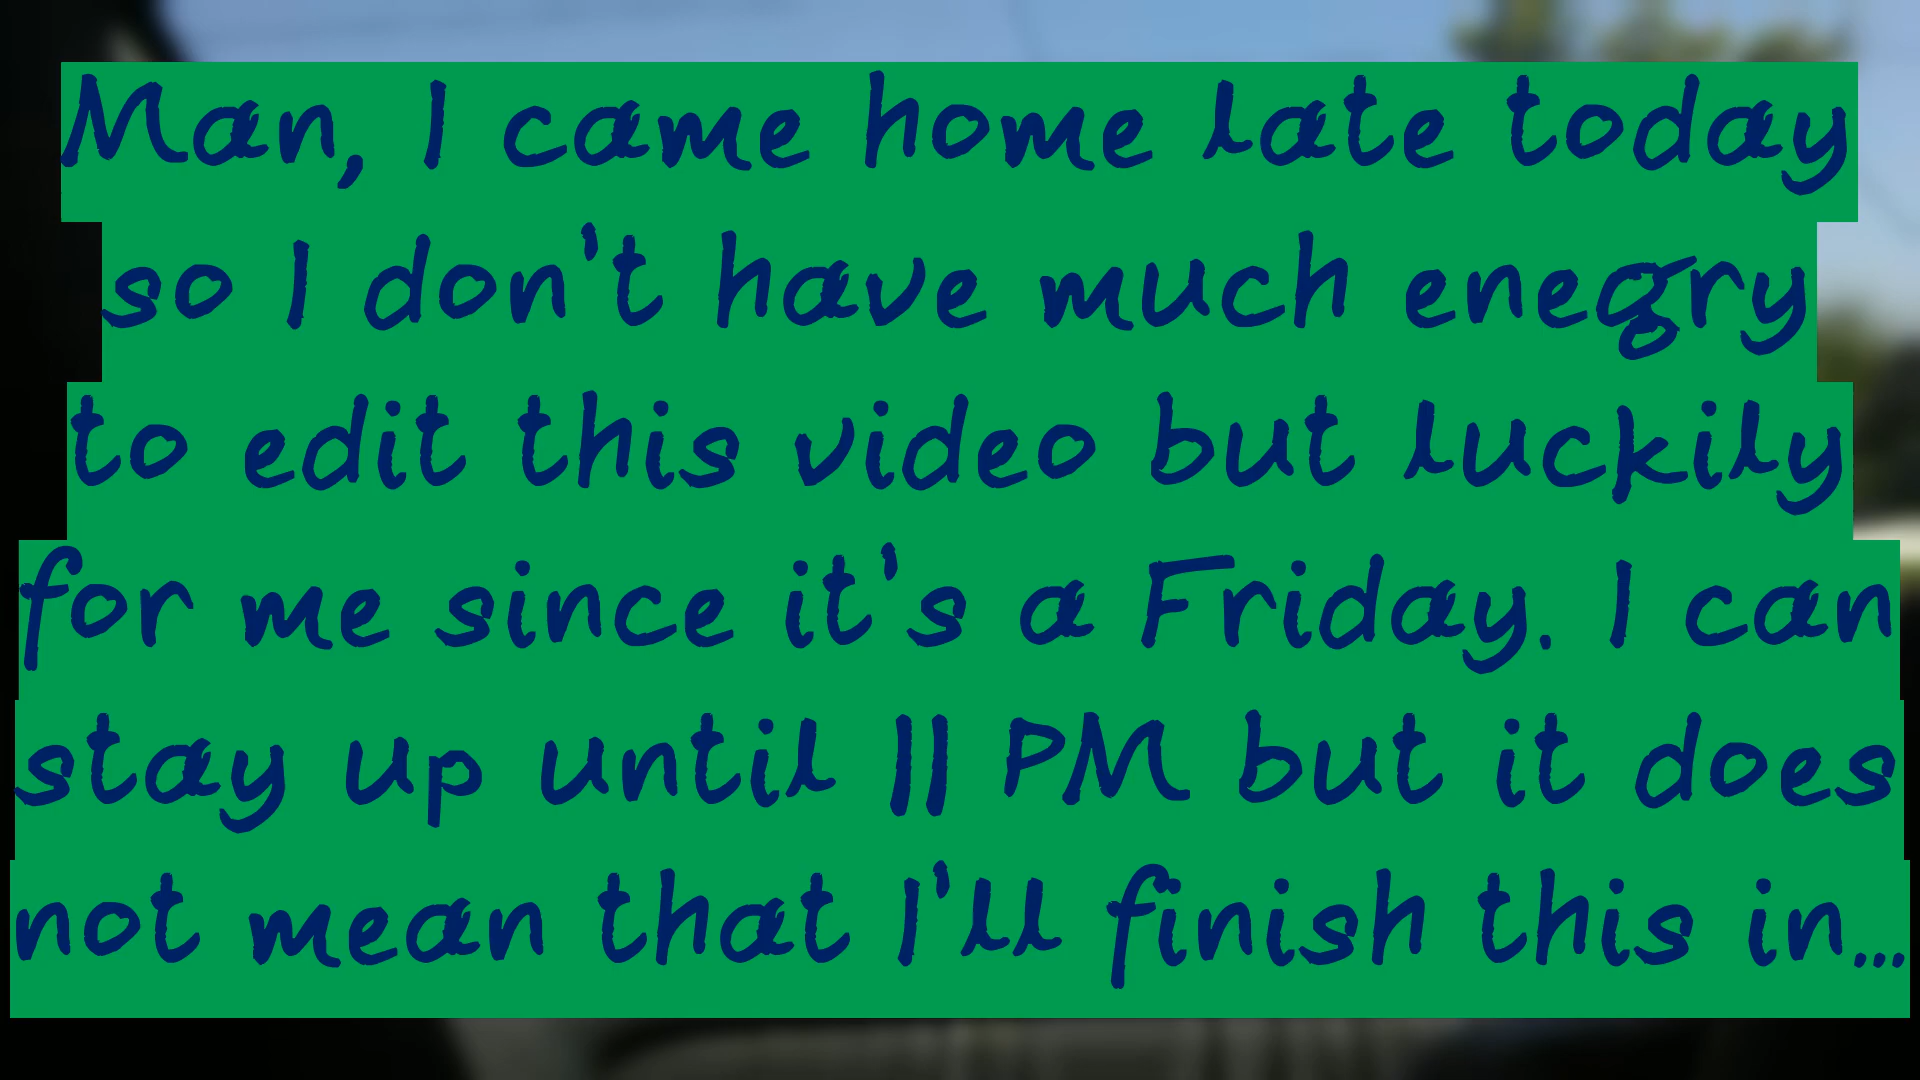 Man, I came home late today
so I don't have much enegry
to edit this video but luckily
for me since it's a Friday. I can
stay up until 11 PM but it does
not mean that I'll finish this in...